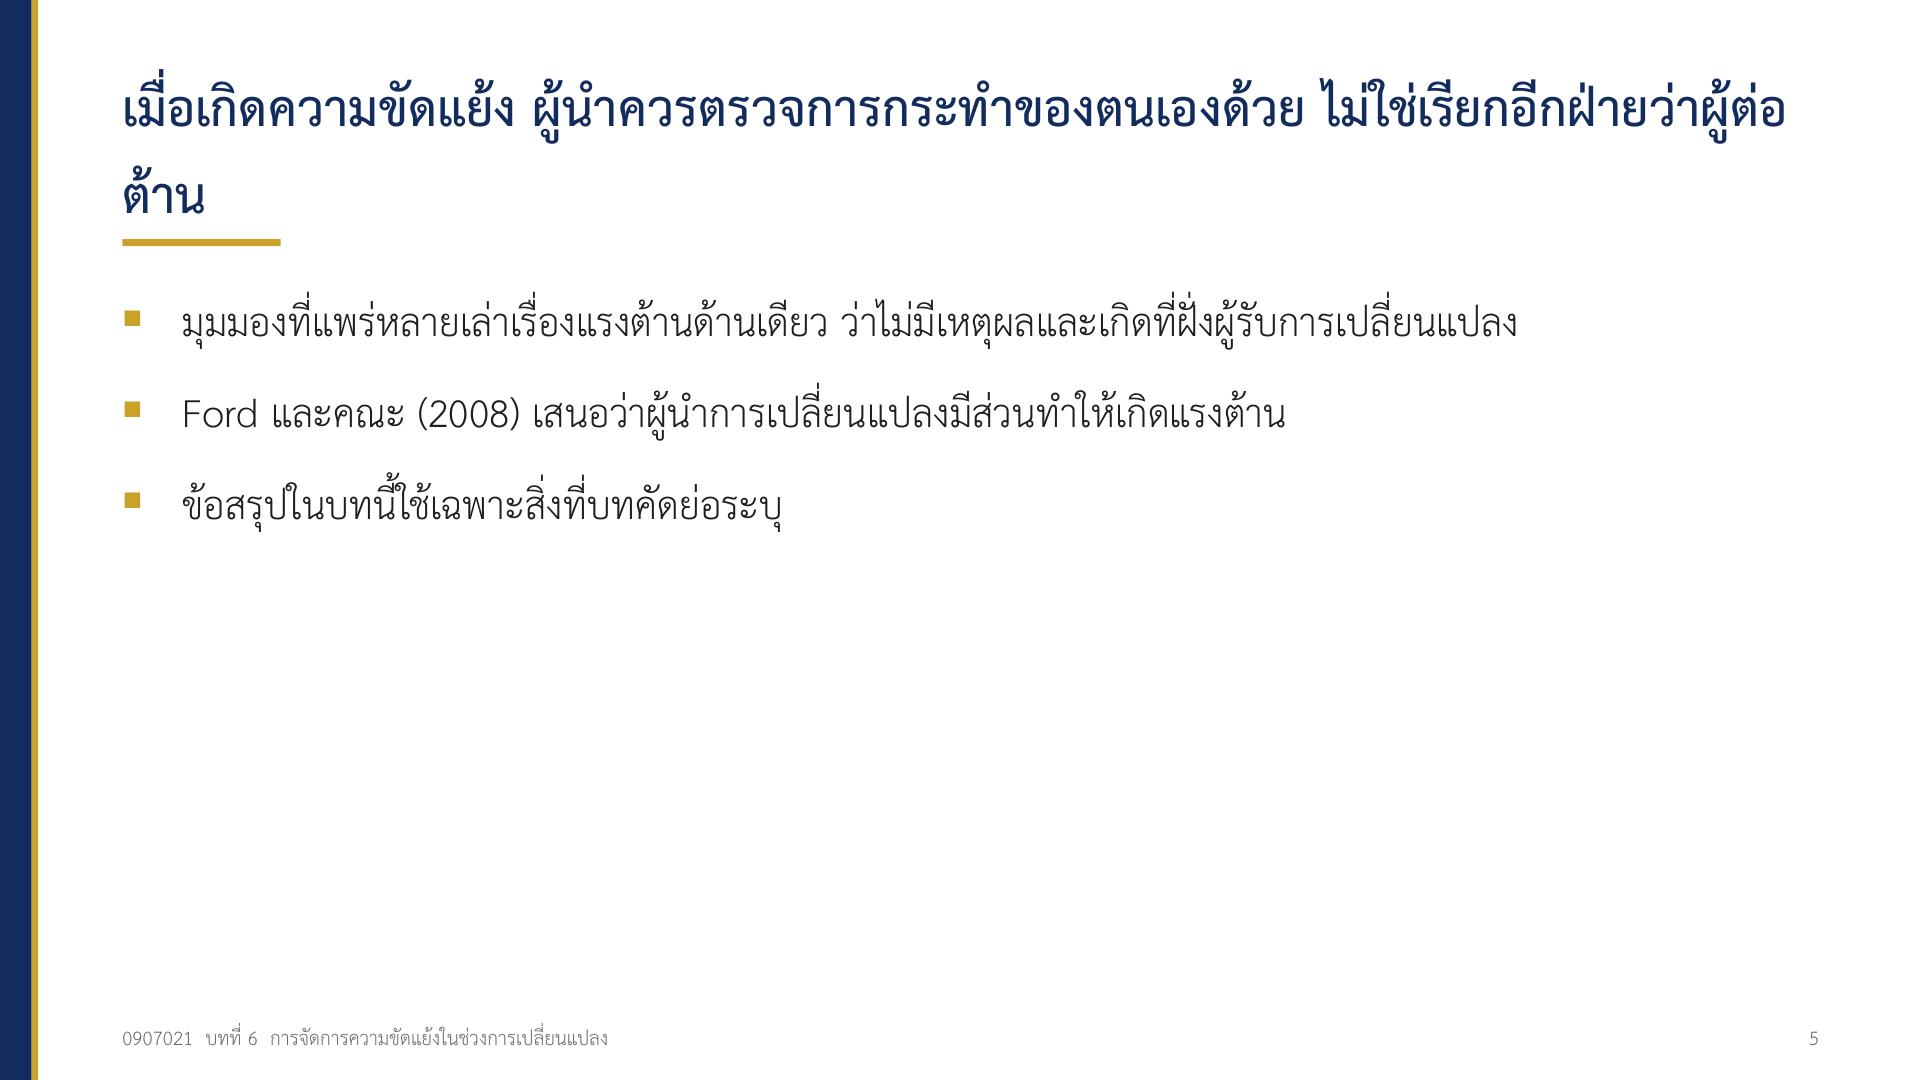 เมื่อเกิดความขัดแย้ง ผู้นำควรตรวจการกระทำของตนเองด้วย ไม่ใช่เรียกอีกฝ่ายว่าผู้ต่อ
ต้าน
มุมมองที่แพร่หลายเล่าเรื่องแรงต้านด้านเดียว ว่าไม่มีเหตุผลและเกิดที่ฝั่งผู้รับการเปลี่ยนแปลง
Ford และคณะ (2008) เสนอว่าผู้นำการเปลี่ยนแปลงมีส่วนทำให้เกิดแรงต้าน
ข้อสรุปในบทนี้ใช้เฉพาะสิ่งที่บทคัดย่อระบุ
0907021 บทที่ 6 การจัดการความขัดแย้งในช่วงการเปลี่ยนแปลง
5